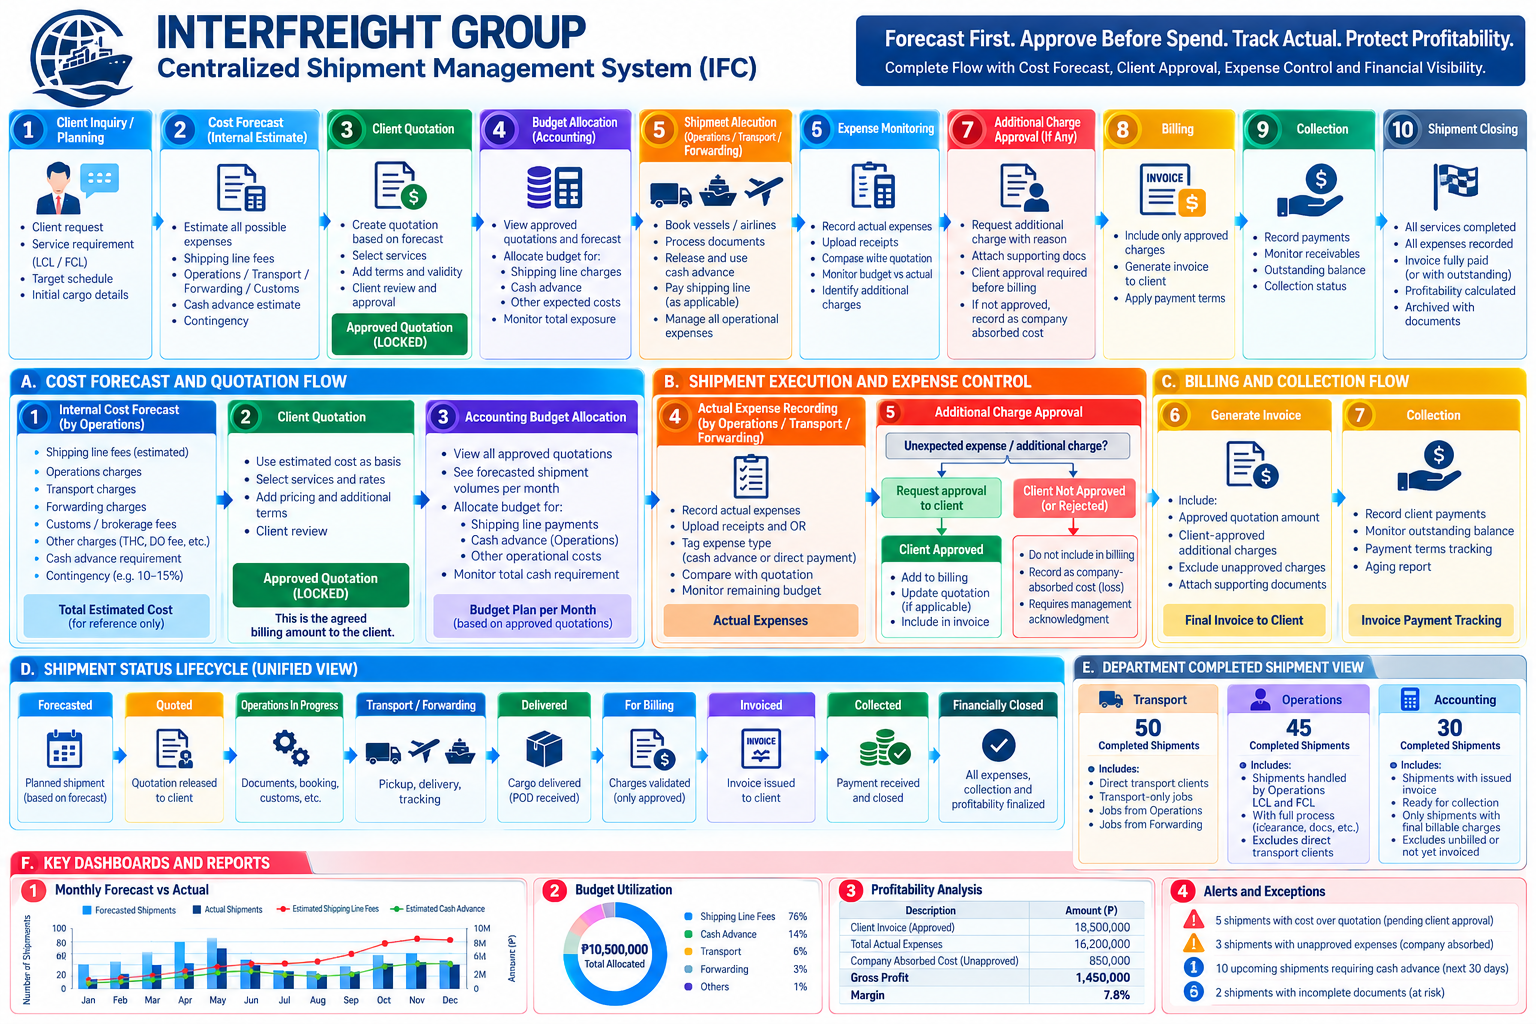 INTERFREIGHT GROUP
Centralized Shipment Management System (IFC)
Forecast First. Approve Before Spend. Track Actual. Protect Profitability.
Complete Flow with Cost Forecast, Client Approval, Expense Control and Financial Visibility.
1
Client Inquiry /
Planning
• Client request
• Service requirement
(LCL / FCL)
• Target schedule
• Initial cargo details
2
Cost Forecast
(Internal Estimate)
• Estimate all possible
expenses
• Shipping line fees
• Operations / Transport /
Forwarding / Customs
• Cash advance estimate
• Contingency
3
Client Quotation
• Create quotation
based on forecast
• Select services
• Add terms and validity
• Client review and
approval
Approved Quotation
(LOCKED)
4
Budget Allocation
(Accounting)
• View approved
quotations and forecast
• Allocate budget for:
• Shipping line charges
• Cash advance
• Other expected costs
• Monitor total exposure
5
Shipment Alecution
(Operations / Transport /
Forwarding)
• Book vessels / airlines
• Process documents
• Release and use
cash advance
• Pay shipping line
(as applicable)
• Manage all operational
expenses
5
Expense Monitoring
• Record actual expenses
• Upload receipts
• Compase wite quotation
• Monitor budget vs actual
• Identify additional
charges
7
Additional Charge
Approval (If Any)
• Request additional
charge with reason
• Attach supporting docs
• Client approval required
before billing
• If not approved,
record as company
absorbed cost
8
Billing
INVOICE
$
• Include only approved
charges
• Generate invoice
to client
• Apply payment terms
9
Collection
$
• Record payments
• Monitor receivables
• Outstanding balance
• Collection status
10
Shipment Closing
• All services completed
• All expenses recorded
• Invoice fully paid
(or with outstanding)
• Profitability calculated
• Archived with
documents
A. COST FORECAST AND QUOTATION FLOW
1
Internal Cost Forecast
(by Operations)
• Shipping line fees (estimated)
• Operations charges
• Transport charges
• Forwarding charges
• Customs / brokerage fees
• Other charges (THC, DO fee, etc.)
• Cash advance requirement
• Contingency (e.g. 10–15%)
Total Estimated Cost
(for reference only)
2
Client Quotation
• Use estimated cost as basis
• Select services and rates
• Add pricing and additional
terms
• Client review
Approved Quotation
(LOCKED)
This is the agreed
billing amount to the client.
3
Accounting Budget Allocation
• View all approved quotations
• See forecasted shipment
volumes per month
• Allocate budget for:
• Shipping line payments
• Cash advance (Operations)
• Other operational costs
• Monitor total cash requirement
Budget Plan per Month
(based on approved quotations)
B. SHIPMENT EXECUTION AND EXPENSE CONTROL
4
Actual Expense Recording
(by Operations / Transport /
Forwarding)
• Record actual expenses
• Upload receipts and OR
• Tag expense type
(cash advance or direct payment)
• Compare with quotation
• Monitor remaining budget
Actual Expenses
5
Additional Charge Approval
Unexpected expense / additional charge?
Request approval
to client
Client Approved
• Add to billing
• Update quotation
(if applicable)
• Include in invoice
Client Not Approved
(or Rejected)
• Do not include in billing
• Record as company-
absorbed cost (loss)
• Requires management
acknowledgment
C. BILLING AND COLLECTION FLOW
6
Generate Invoice
$
• Include:
• Approved quotation amount
• Client-approved
additional charges
• Exclude unapproved charges
• Attach supporting documents
Final Invoice to Client
7
Collection
$
• Record client payments
• Monitor outstanding balance
• Payment terms tracking
• Aging report
Invoice Payment Tracking
D. SHIPMENT STATUS LIFECYCLE (UNIFIED VIEW)
Forecasted
Planned shipment
(based on forecast)
Quoted
Quotation released
to client
Operations In Progress
Documents, booking,
customs, etc.
Transport / Forwarding
Pickup, delivery,
tracking
Delivered
Cargo delivered
(POD received)
For Billing
$
Charges validated
(only approved)
Invoiced
INVOICE
Invoice issued
to client
Collected
Payment received
and closed
Financially Closed
All expenses,
collection and
profitability finalized
E. DEPARTMENT COMPLETED SHIPMENT VIEW
Transport
50
Completed Shipments
Includes:
• Direct transport clients
• Transport-only jobs
• Jobs from Operations
• Jobs from Forwarding
Operations
45
Completed Shipments
Includes:
• Shipments handled
by Operations
LCL and FCL
• With full process
(icłearance, docs, etc.)
• Excludes direct
transport clients
Accounting
30
Completed Shipments
Includes:
• Shipments with issued
invoice
• Ready for collection
• Only shipments with
final billable charges
• Excludes unbilled or
not yet invoiced
F. KEY DASHBOARDS AND REPORTS
1
Monthly Forecast vs Actual
Forecasted Shipments
Actual Shipments
Estimated Shipping Line Fees
Estimated Cash Advance
Number of Shipments
100
80
60
20
0
10M
8M
6M
2M
0
Amount (₱)
Jan Feb Mar Apr May Jun Jul Aug Sep Oct Nov Dec
2
Budget Utilization
₱10,500,000
Total Allocated
Shipping Line Fees 76%
Cash Advance 14%
Transport 6%
Forwarding 3%
Others 1%
3
Profitability Analysis
Description Amount (₱)
Client Invoice (Approved) 18,500,000
Total Actual Expenses 16,200,000
Company Absorbed Cost (Unapproved) 850,000
Gross Profit 1,450,000
Margin 7.8%
4
Alerts and Exceptions
5 shipments with cost over quotation (pending client approval)
3 shipments with unapproved expenses (company absorbed)
1 10 upcoming shipments requiring cash advance (next 30 days)
2 shipments with incomplete documents (at risk)